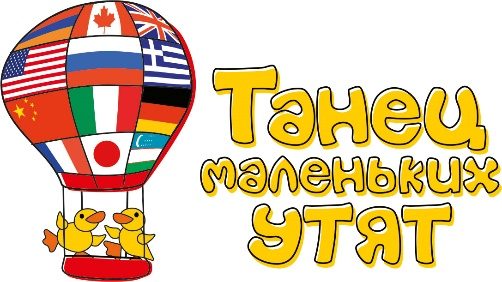 Танец
маленьких
утят